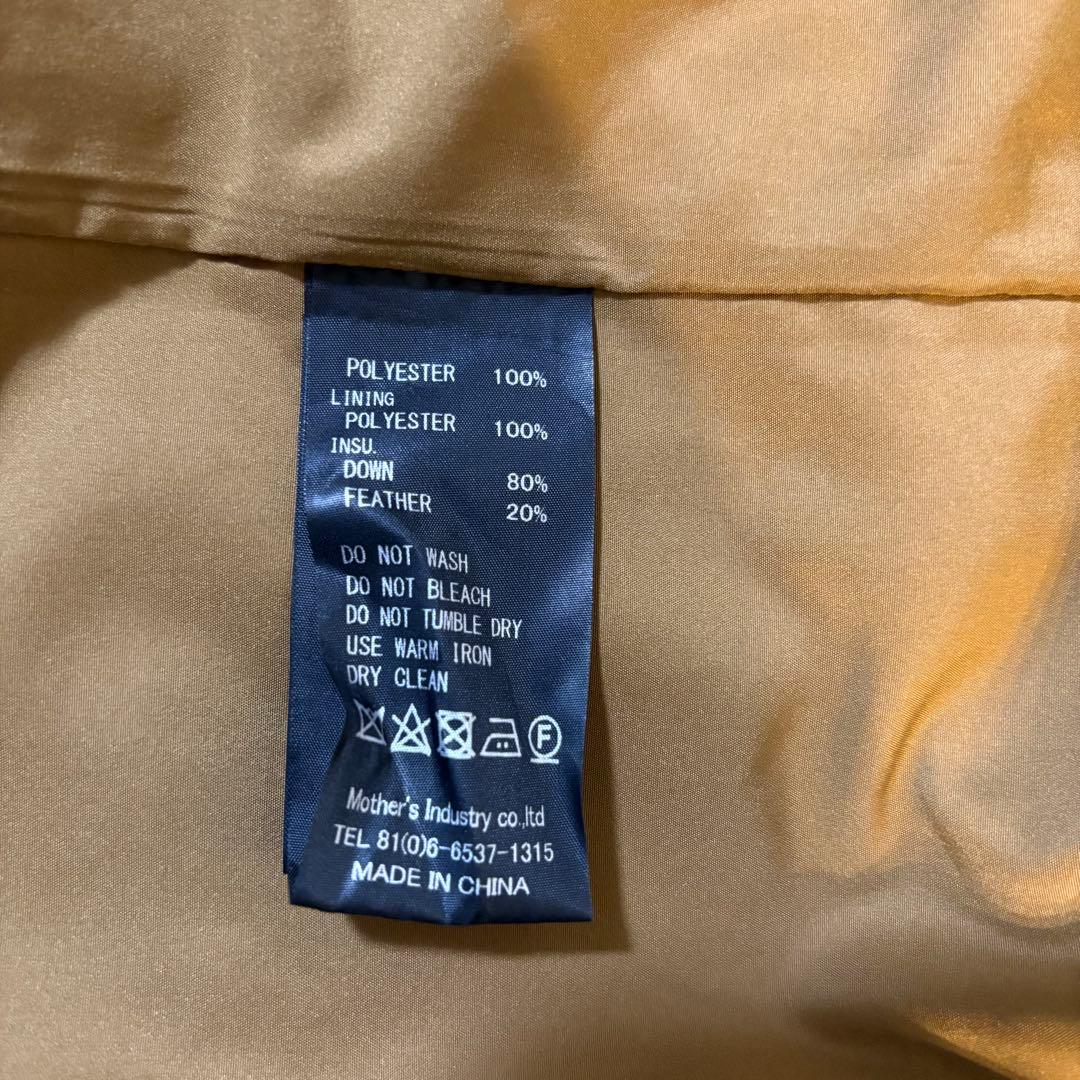 POLYESTER 100%
LINING
POLYESTER 100%
INSU.
DOWN 80%
FEATHER 20%
DO NOT WASH
DO NOT BLEACH
DO NOT TUMBLE DRY
USE WARM IRON
DRY CLEAN
F
Mother's Industry co.,ltd
TEL 81(0)6-6537-1315
MADE IN CHINA